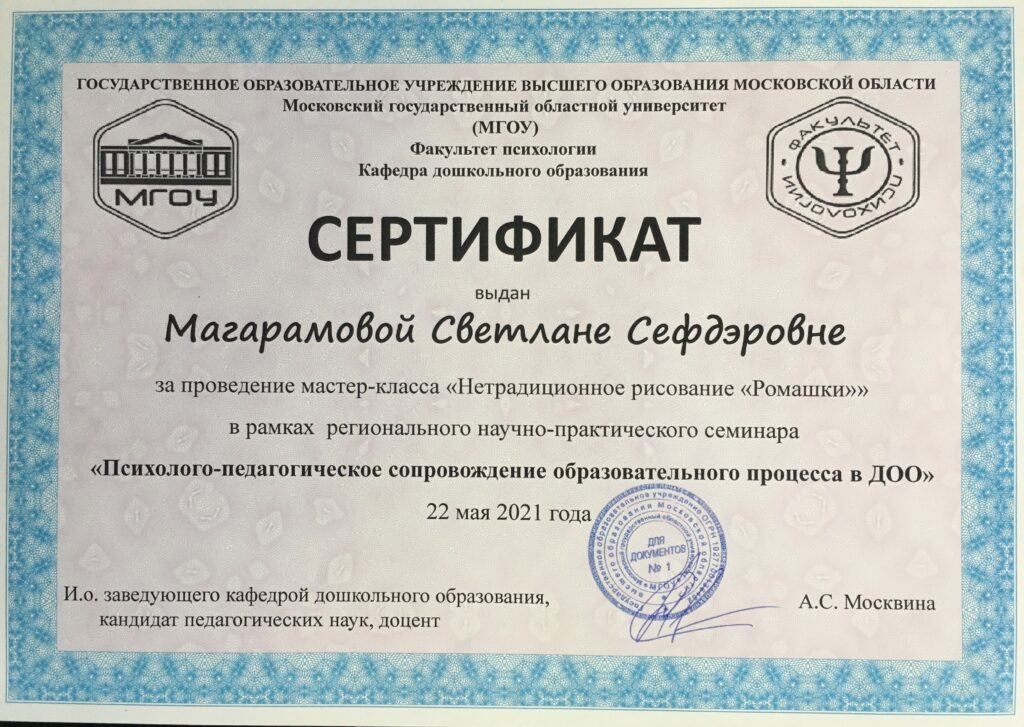 ГОСУДАРСТВЕННОЕ ОБРАЗОВАТЕЛЬНОЕ УЧРЕЖДЕНИЕ ВЫСШЕГО ОБРАЗОВАНИЯ МОСКОВСКОЙ ОБЛАСТИ
Московский государственный областной университет
(МГОУ)
Факультет психологии
Кафедра дошкольного образования
МГОУ
ФАКУЛЬТЕТ ПСИХОЛОГИИ
СЕРТИФИКАТ
выдан
Магарамовой Светлане Сефдэровне
за проведение мастер-класса «Нетрадиционное рисование «Ромашки»»
в рамках регионального научно-практического семинара
«Психолого-педагогическое сопровождение образовательного процесса в ДОО»
22 мая 2021 года
ДЛЯ
ДОКУМЕНТОВ
№ 1
И.о. заведующего кафедрой дошкольного образования,
кандидат педагогических наук, доцент
А.С. Москвина